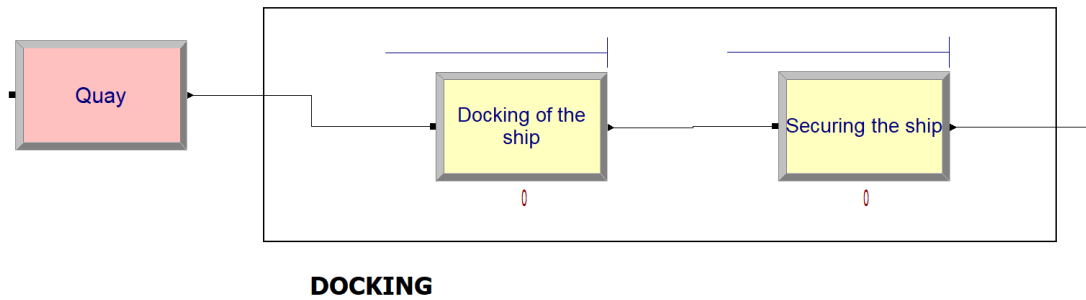 Quay
Docking of the
ship
Securing the ship
0
0
DOCKING